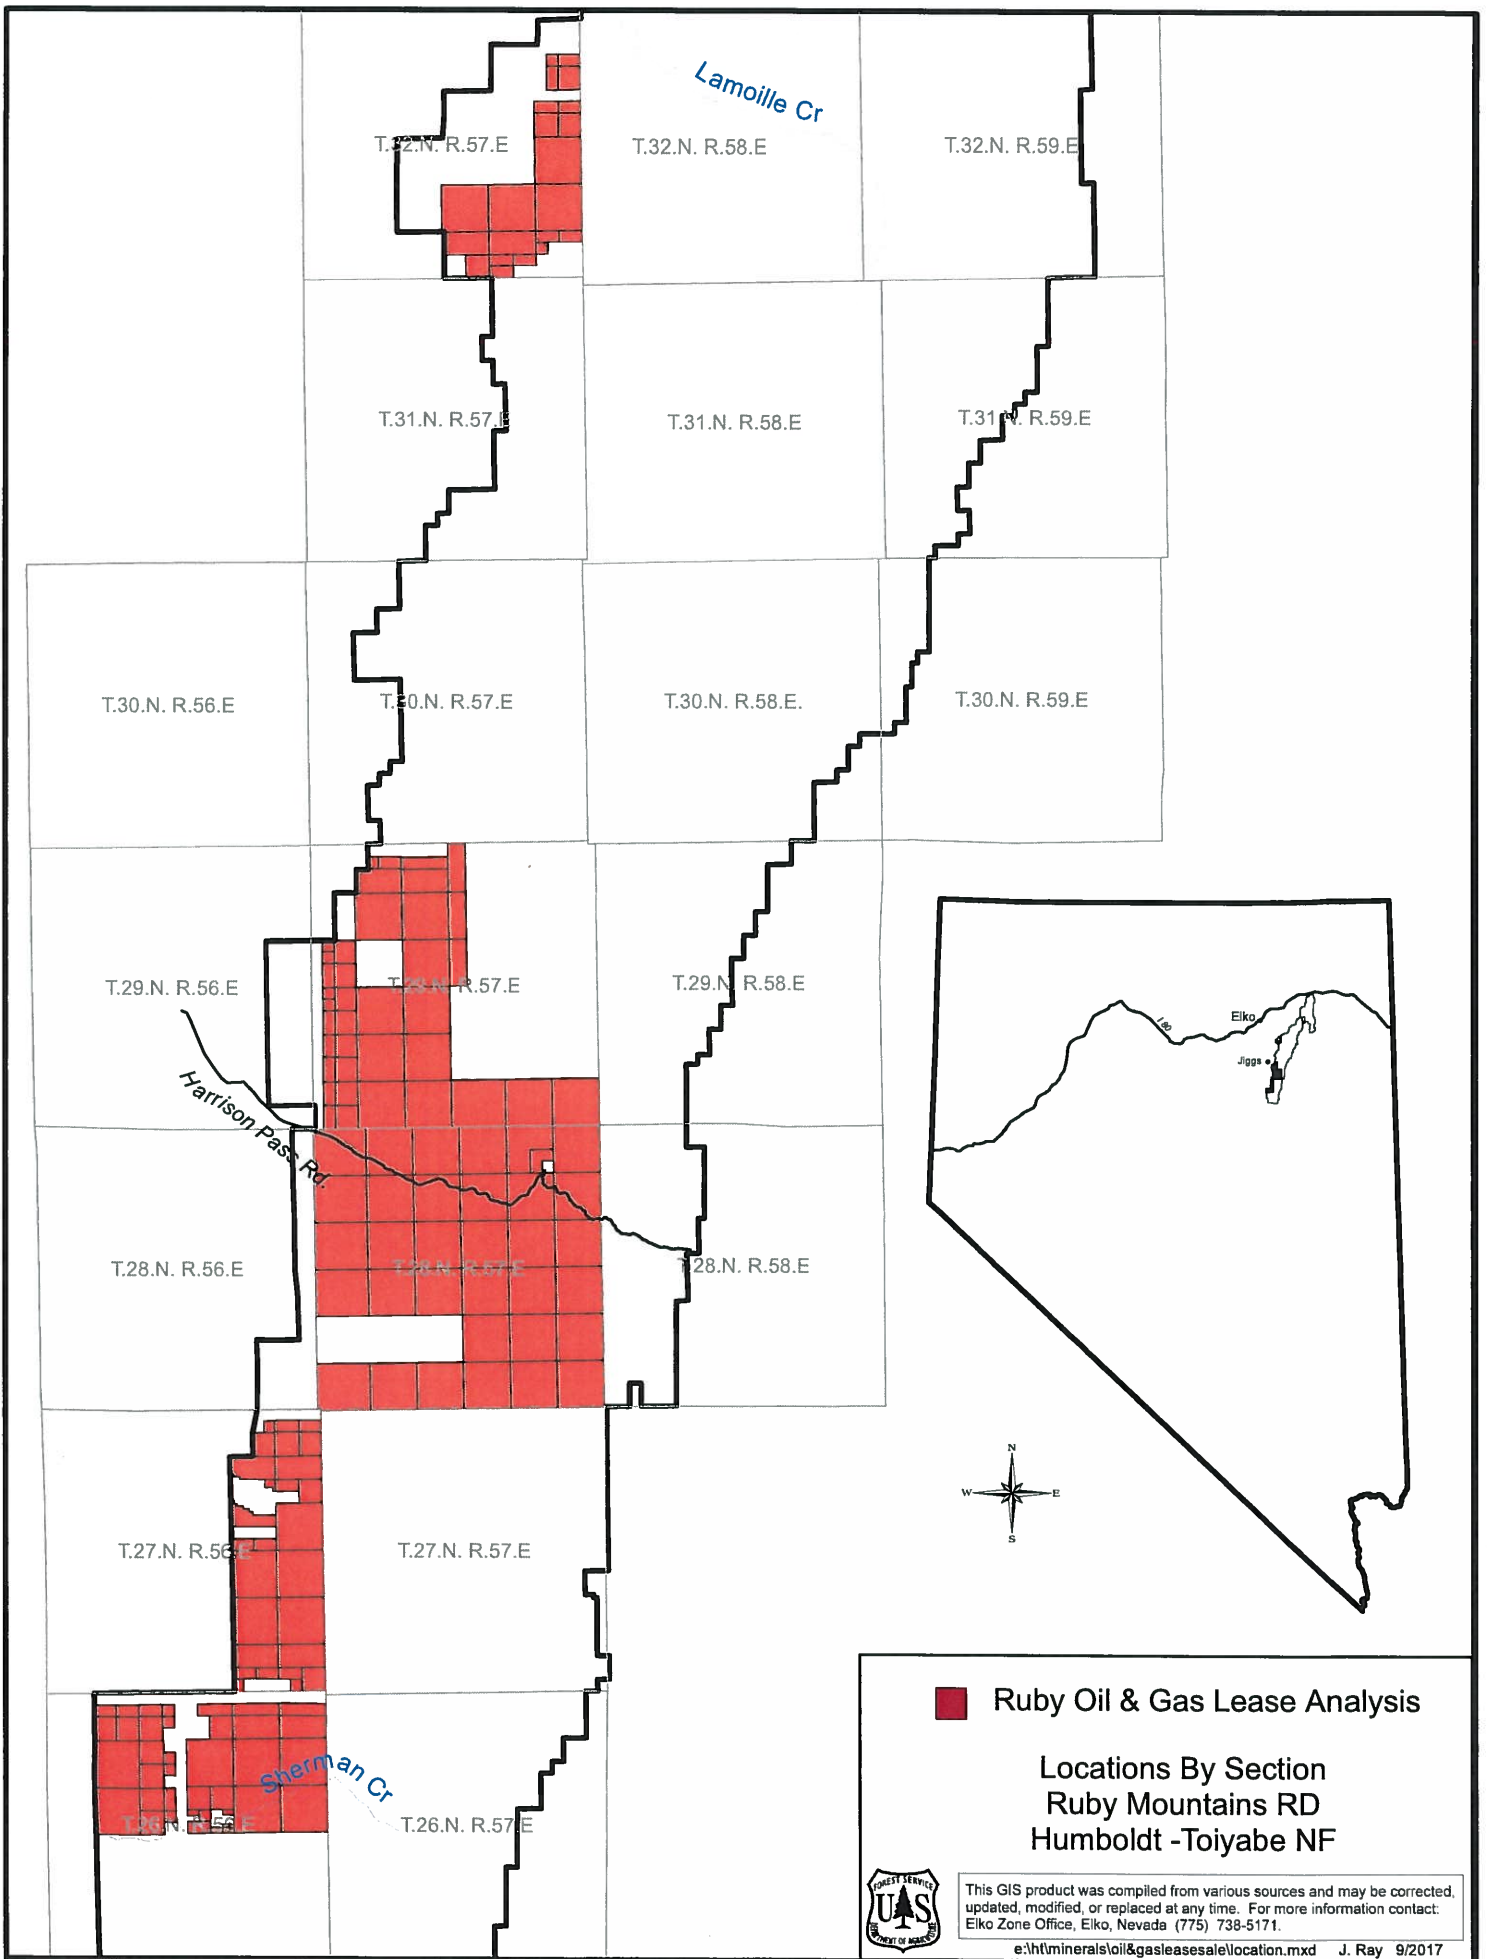 Lamoille Cr
T.32.N. R.57.E
T.32.N. R.58.E
T.32.N. R.59.E
T.31.N. R.57.E
T.31.N. R.58.E
T.31.N. R.59.E
T.30.N. R.56.E
T.30.N. R.57.E
T.30.N. R.58.E.
T.30.N. R.59.E
T.29.N. R.56.E
T.29.N. R.57.E
T.29.N. R.58.E
Harrison Pass Rd.
T.28.N. R.56.E
T.28.N. R.57.E
T.28.N. R.58.E
T.27.N. R.56.E
T.27.N. R.57.E
Sherman Cr
T.26.N. R.56.E
T.26.N. R.57.E
Elko
I 80
Jiggs
N
W
E
S
Ruby Oil & Gas Lease Analysis
Locations By Section
Ruby Mountains RD
Humboldt -Toiyabe NF
FOREST SERVICE
U S
DEPARTMENT OF AGRICULTURE
This GIS product was compiled from various sources and may be corrected,
updated, modified, or replaced at any time. For more information contact:
Elko Zone Office, Elko, Nevada (775) 738-5171.
e:\ht\minerals\oil&gasleasesale\location.mxd J. Ray 9/2017